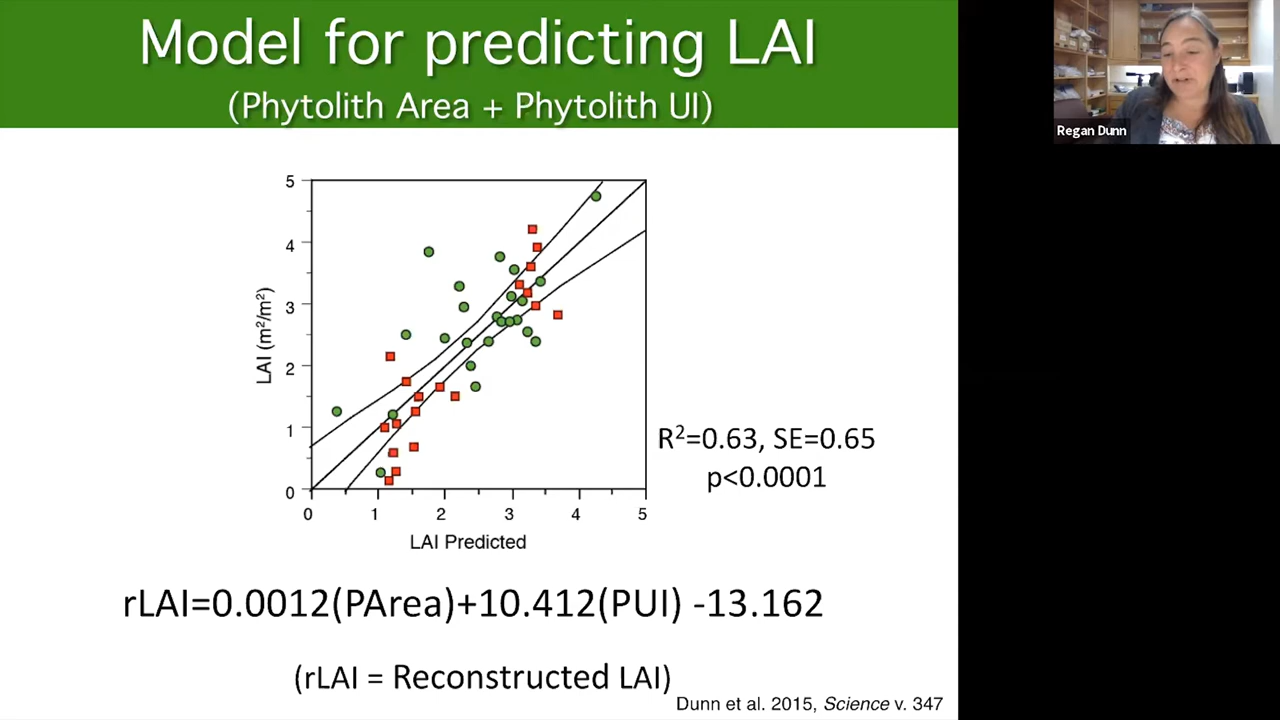 Model for predicting LAI
(Phytolith Area + Phytolith UI)
Regan Dunn
5
4
3
2
1
0
LAI (m²/m²)
0 1 2 3 4 5
LAI Predicted
R²=0.63, SE=0.65
p<0.0001
rLAI=0.0012(PArea)+10.412(PUI) -13.162
(rLAI = Reconstructed LAI)
Dunn et al. 2015, Science v. 347